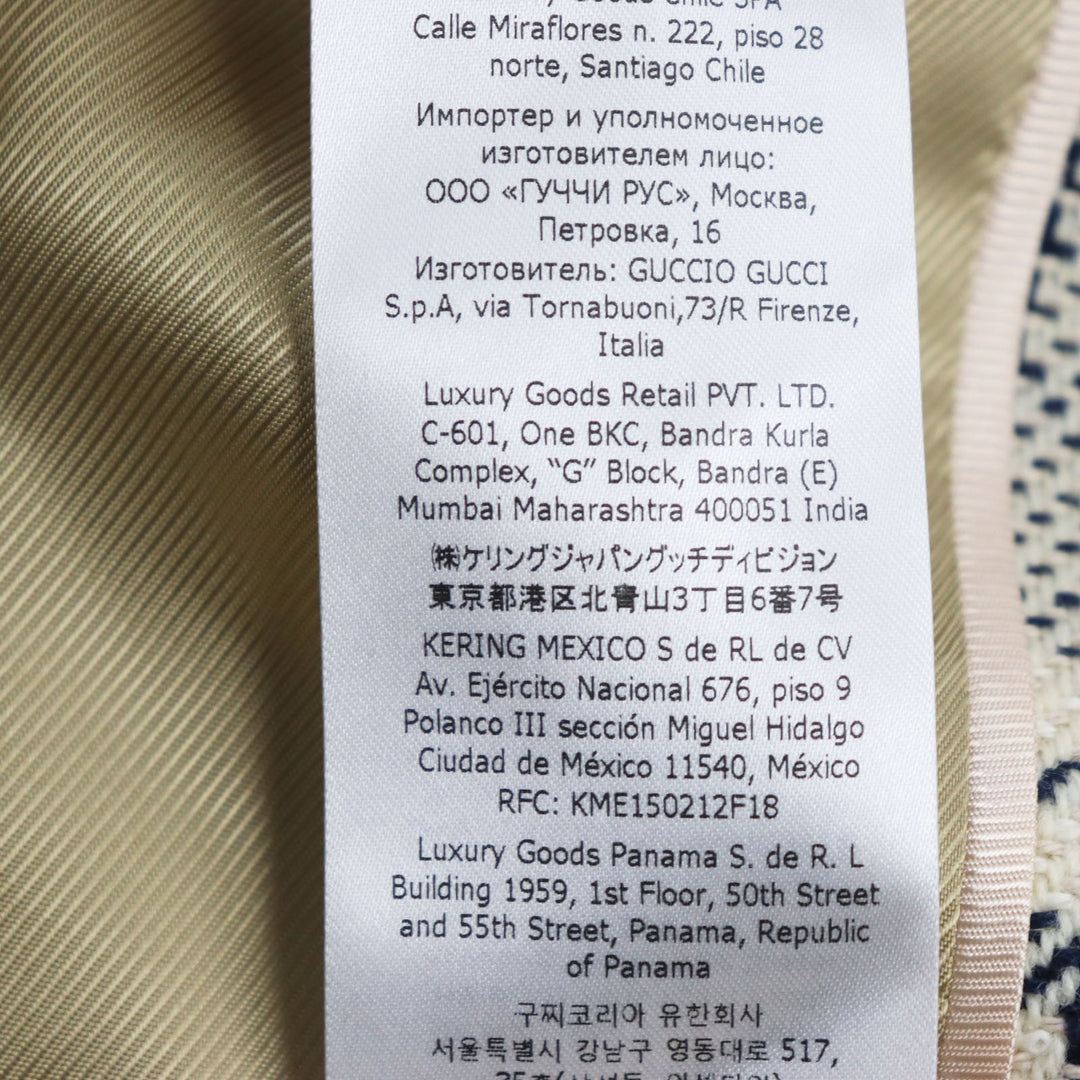 Goods Chile SPA
Calle Miraflores n. 222, piso 28
norte, Santiago Chile
Импортер и уполномоченное
изготовителем лицо:
ООО «ГУЧЧИ РУС», Москва,
Петровка, 16
Изготовитель: GUCCIO GUCCI
S.p.A, via Tornabuoni,73/R Firenze,
Italia
Luxury Goods Retail PVT. LTD.
C-601, One BKC, Bandra Kurla
Complex, “G” Block, Bandra (E)
Mumbai Maharashtra 400051 India
㈱ケリングジャパングッチディビジョン
東京都港区北青山3丁目6番7号
KERING MEXICO S de RL de CV
Av. Ejército Nacional 676, piso 9
Polanco III sección Miguel Hidalgo
Ciudad de México 11540, México
RFC: KME150212F18
Luxury Goods Panama S. de R. L
Building 1959, 1st Floor, 50th Street
and 55th Street, Panama, Republic
of Panama
구찌코리아 유한회사
서울특별시 강남구 영동대로 517,